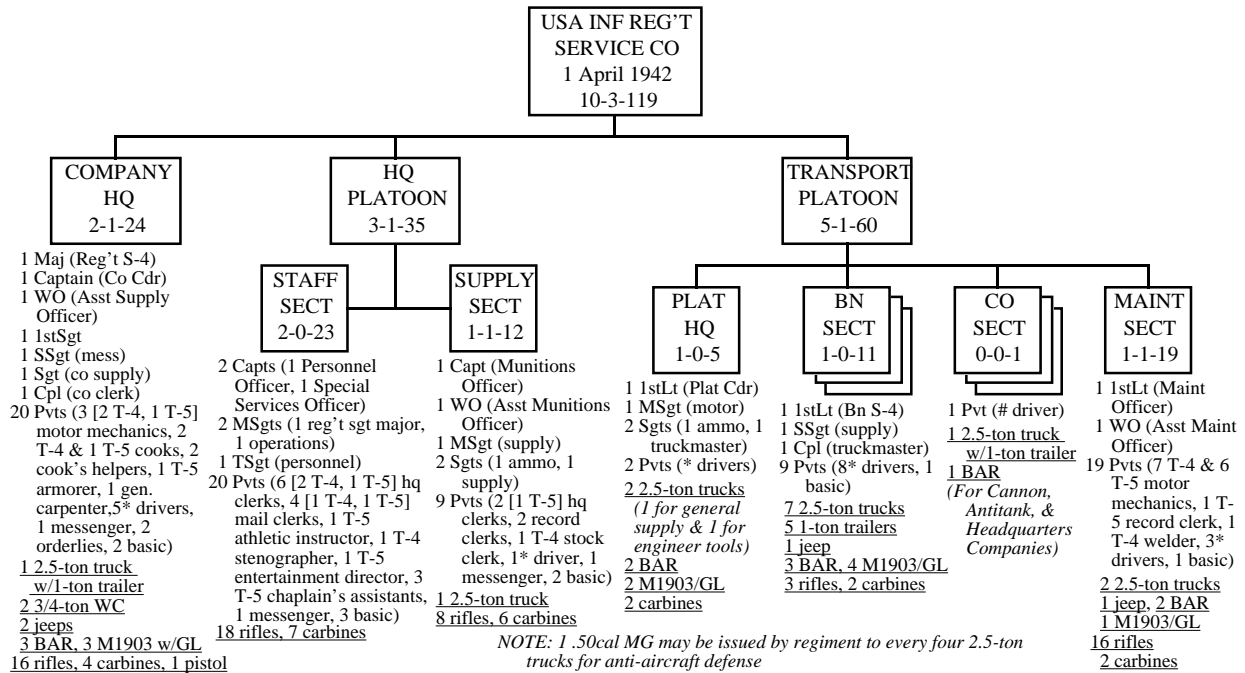 USA INF REG'T
SERVICE CO
1 April 1942
10-3-119
COMPANY
HQ
2-1-24
1 Maj (Reg't S-4)
1 Captain (Co Cdr)
1 WO (Asst Supply
Officer)
1 1stSgt
1 SSgt (mess)
1 Sgt (co supply)
1 Cpl (co clerk)
20 Pvts (3 [2 T-4, 1 T-5]
motor mechanics, 2
T-4 & 1 T-5 cooks, 2
cook's helpers, 1 T-5
armorer, 1 gen.
carpenter,5* drivers,
1 messenger, 2
orderlies, 2 basic)
1 2.5-ton truck
w/1-ton trailer
2 3/4-ton WC
2 jeeps
3 BAR, 3 M1903 w/GL
16 rifles, 4 carbines, 1 pistol
HQ
PLATOON
3-1-35
STAFF
SECT
2-0-23
2 Capts (1 Personnel
Officer, 1 Special
Services Officer)
2 MSgts (1 reg't sgt major,
1 operations)
1 TSgt (personnel)
20 Pvts (6 [2 T-4, 1 T-5] hq
clerks, 4 [1 T-4, 1 T-5]
mail clerks, 1 T-5
athletic instructor, 1 T-4
stenographer, 1 T-5
entertainment director, 3
T-5 chaplain's assistants,
1 messenger, 3 basic)
18 rifles, 7 carbines
SUPPLY
SECT
1-1-12
1 Capt (Munitions
Officer)
1 WO (Asst Munitions
Officer)
1 MSgt (supply)
2 Sgts (1 ammo, 1
supply)
9 Pvts (2 [1 T-5] hq
clerks, 2 record
clerks, 1 T-4 stock
clerk, 1* driver, 1
messenger, 2 basic)
1 2.5-ton truck
8 rifles, 6 carbines
TRANSPORT
PLATOON
5-1-60
PLAT
HQ
1-0-5
1 1stLt (Plat Cdr)
1 MSgt (motor)
2 Sgts (1 ammo, 1
truckmaster)
2 Pvts (* drivers)
2 2.5-ton trucks
(1 for general
supply & 1 for
engineer tools)
2 BAR
2 M1903/GL
2 carbines
BN
SECT
1-0-11
1 1stLt (Bn S-4)
1 SSgt (supply)
1 Cpl (truckmaster)
9 Pvts (8* drivers, 1
basic)
7 2.5-ton trucks
5 1-ton trailers
1 jeep
3 BAR, 4 M1903/GL
3 rifles, 2 carbines
CO
SECT
0-0-1
1 Pvt (# driver)
1 2.5-ton truck
w/1-ton trailer
1 BAR
(For Cannon,
Antitank, &
Headquarters
Companies)
MAINT
SECT
1-1-19
1 1stLt (Maint
Officer)
1 WO (Asst Maint
Officer)
19 Pvts (7 T-4 & 6
T-5 motor
mechanics, 1 T-
5 record clerk, 1
T-4 welder, 3*
drivers, 1 basic)
2 2.5-ton trucks
1 jeep, 2 BAR
1 M1903/GL
16 rifles
2 carbines
NOTE: 1 .50cal MG may be issued by regiment to every four 2.5-ton
trucks for anti-aircraft defense